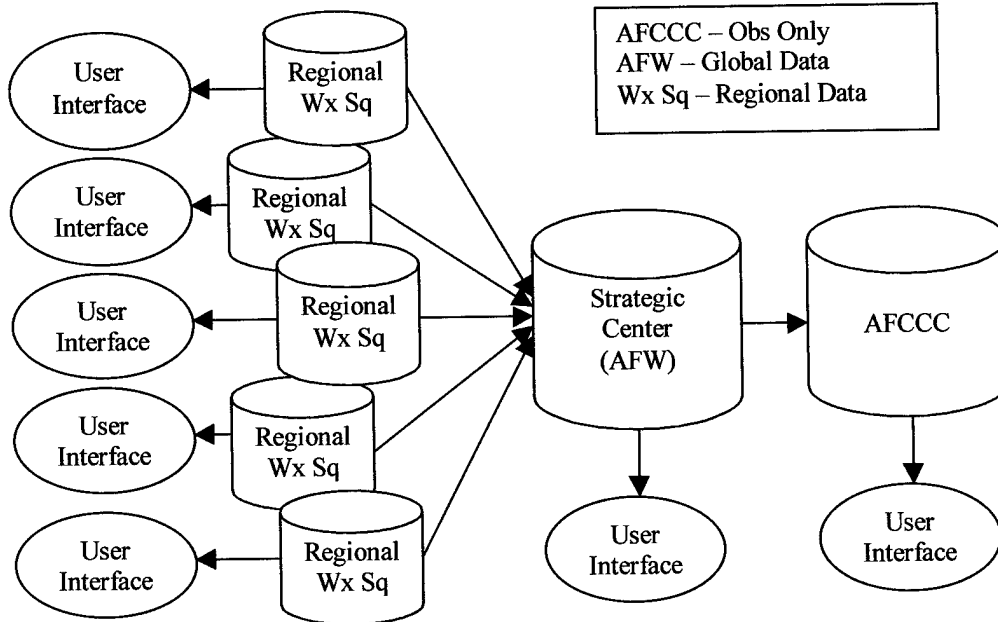 AFCCC – Obs Only
AFW – Global Data
Wx Sq – Regional Data
User
Interface
Regional
Wx Sq
User
Interface
Regional
Wx Sq
User
Interface
Regional
Wx Sq
User
Interface
Regional
Wx Sq
User
Interface
Regional
Wx Sq
Strategic
Center
(AFW)
AFCCC
User
Interface
User
Interface